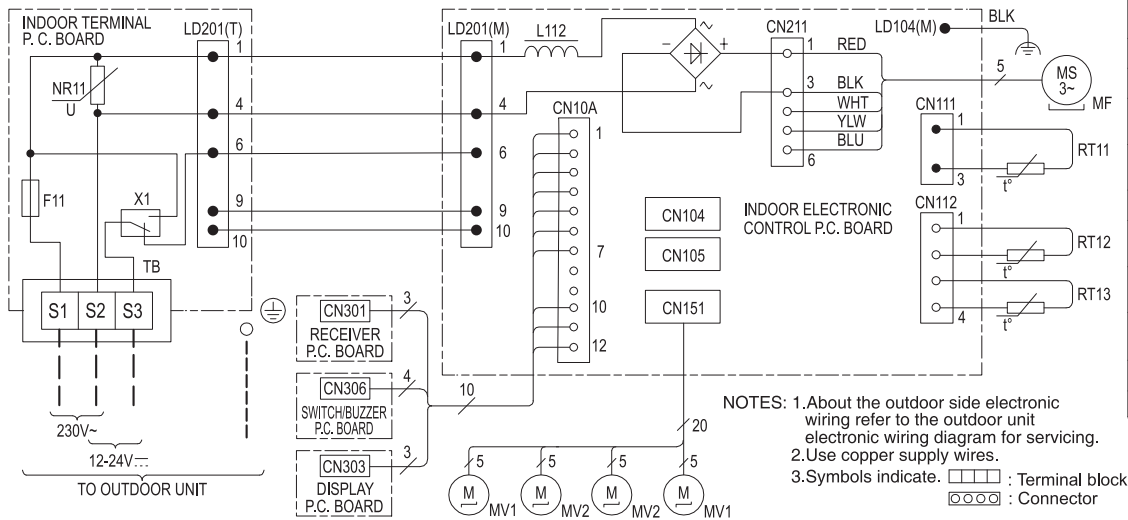 INDOOR TERMINAL
P. C. BOARD
LD201(T)
1
4
6
9
10
NR11
U
F11
X1
TB
S1 S2 S3
230V~
12-24V⎓
TO OUTDOOR UNIT
LD201(M)
1
4
6
9
10
L112
~
− +
~
CN10A
1
7
10
12
CN211
1
3
6
RED
BLK
WHT
YLW
BLU
LD104(M)
BLK
5
MS
3~
MF
CN111
1
3
RT11
t°
CN112
1
4
RT12
t°
RT13
t°
INDOOR ELECTRONIC
CONTROL P.C. BOARD
CN104
CN105
CN151
CN301
3
RECEIVER
P.C. BOARD
CN306
4
SWITCH/BUZZER
P.C. BOARD
CN303
3
DISPLAY
P.C. BOARD
10
20
5 5 5 5
M M M M
MV1 MV2 MV2 MV1
NOTES: 1.About the outdoor side electronic
wiring refer to the outdoor unit
electronic wiring diagram for servicing.
2.Use copper supply wires.
3.Symbols indicate. : Terminal block
: Connector